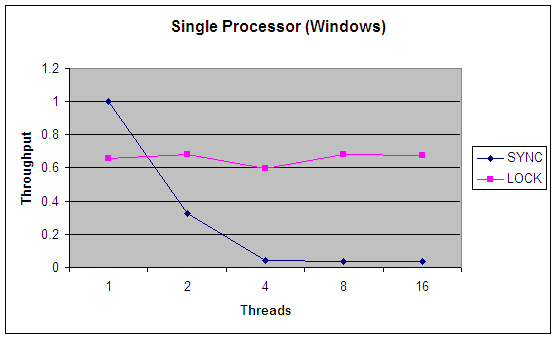 Single Processor (Windows)
1.2
1
0.8
0.6
0.4
0.2
0
Throughput
1 2 4 8 16
Threads
SYNC
LOCK